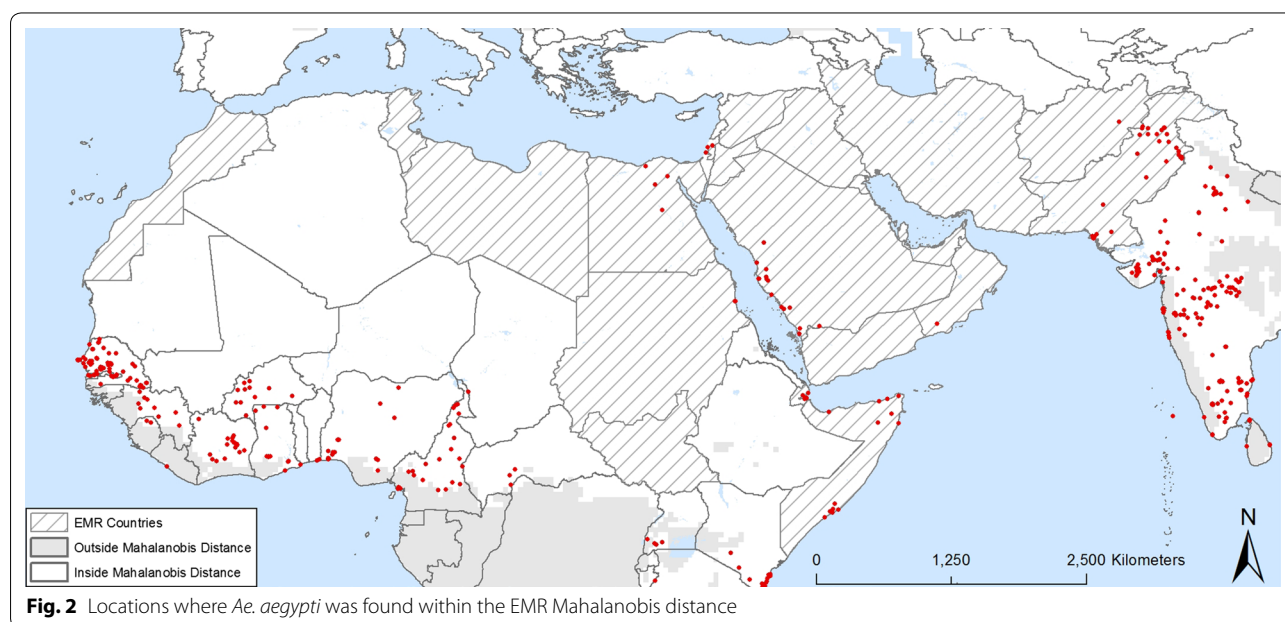 EMR Countries
Outside Mahalanobis Distance
Inside Mahalanobis Distance
0 1,250 2,500 Kilometers
N
Fig. 2 Locations where Ae. aegypti was found within the EMR Mahalanobis distance